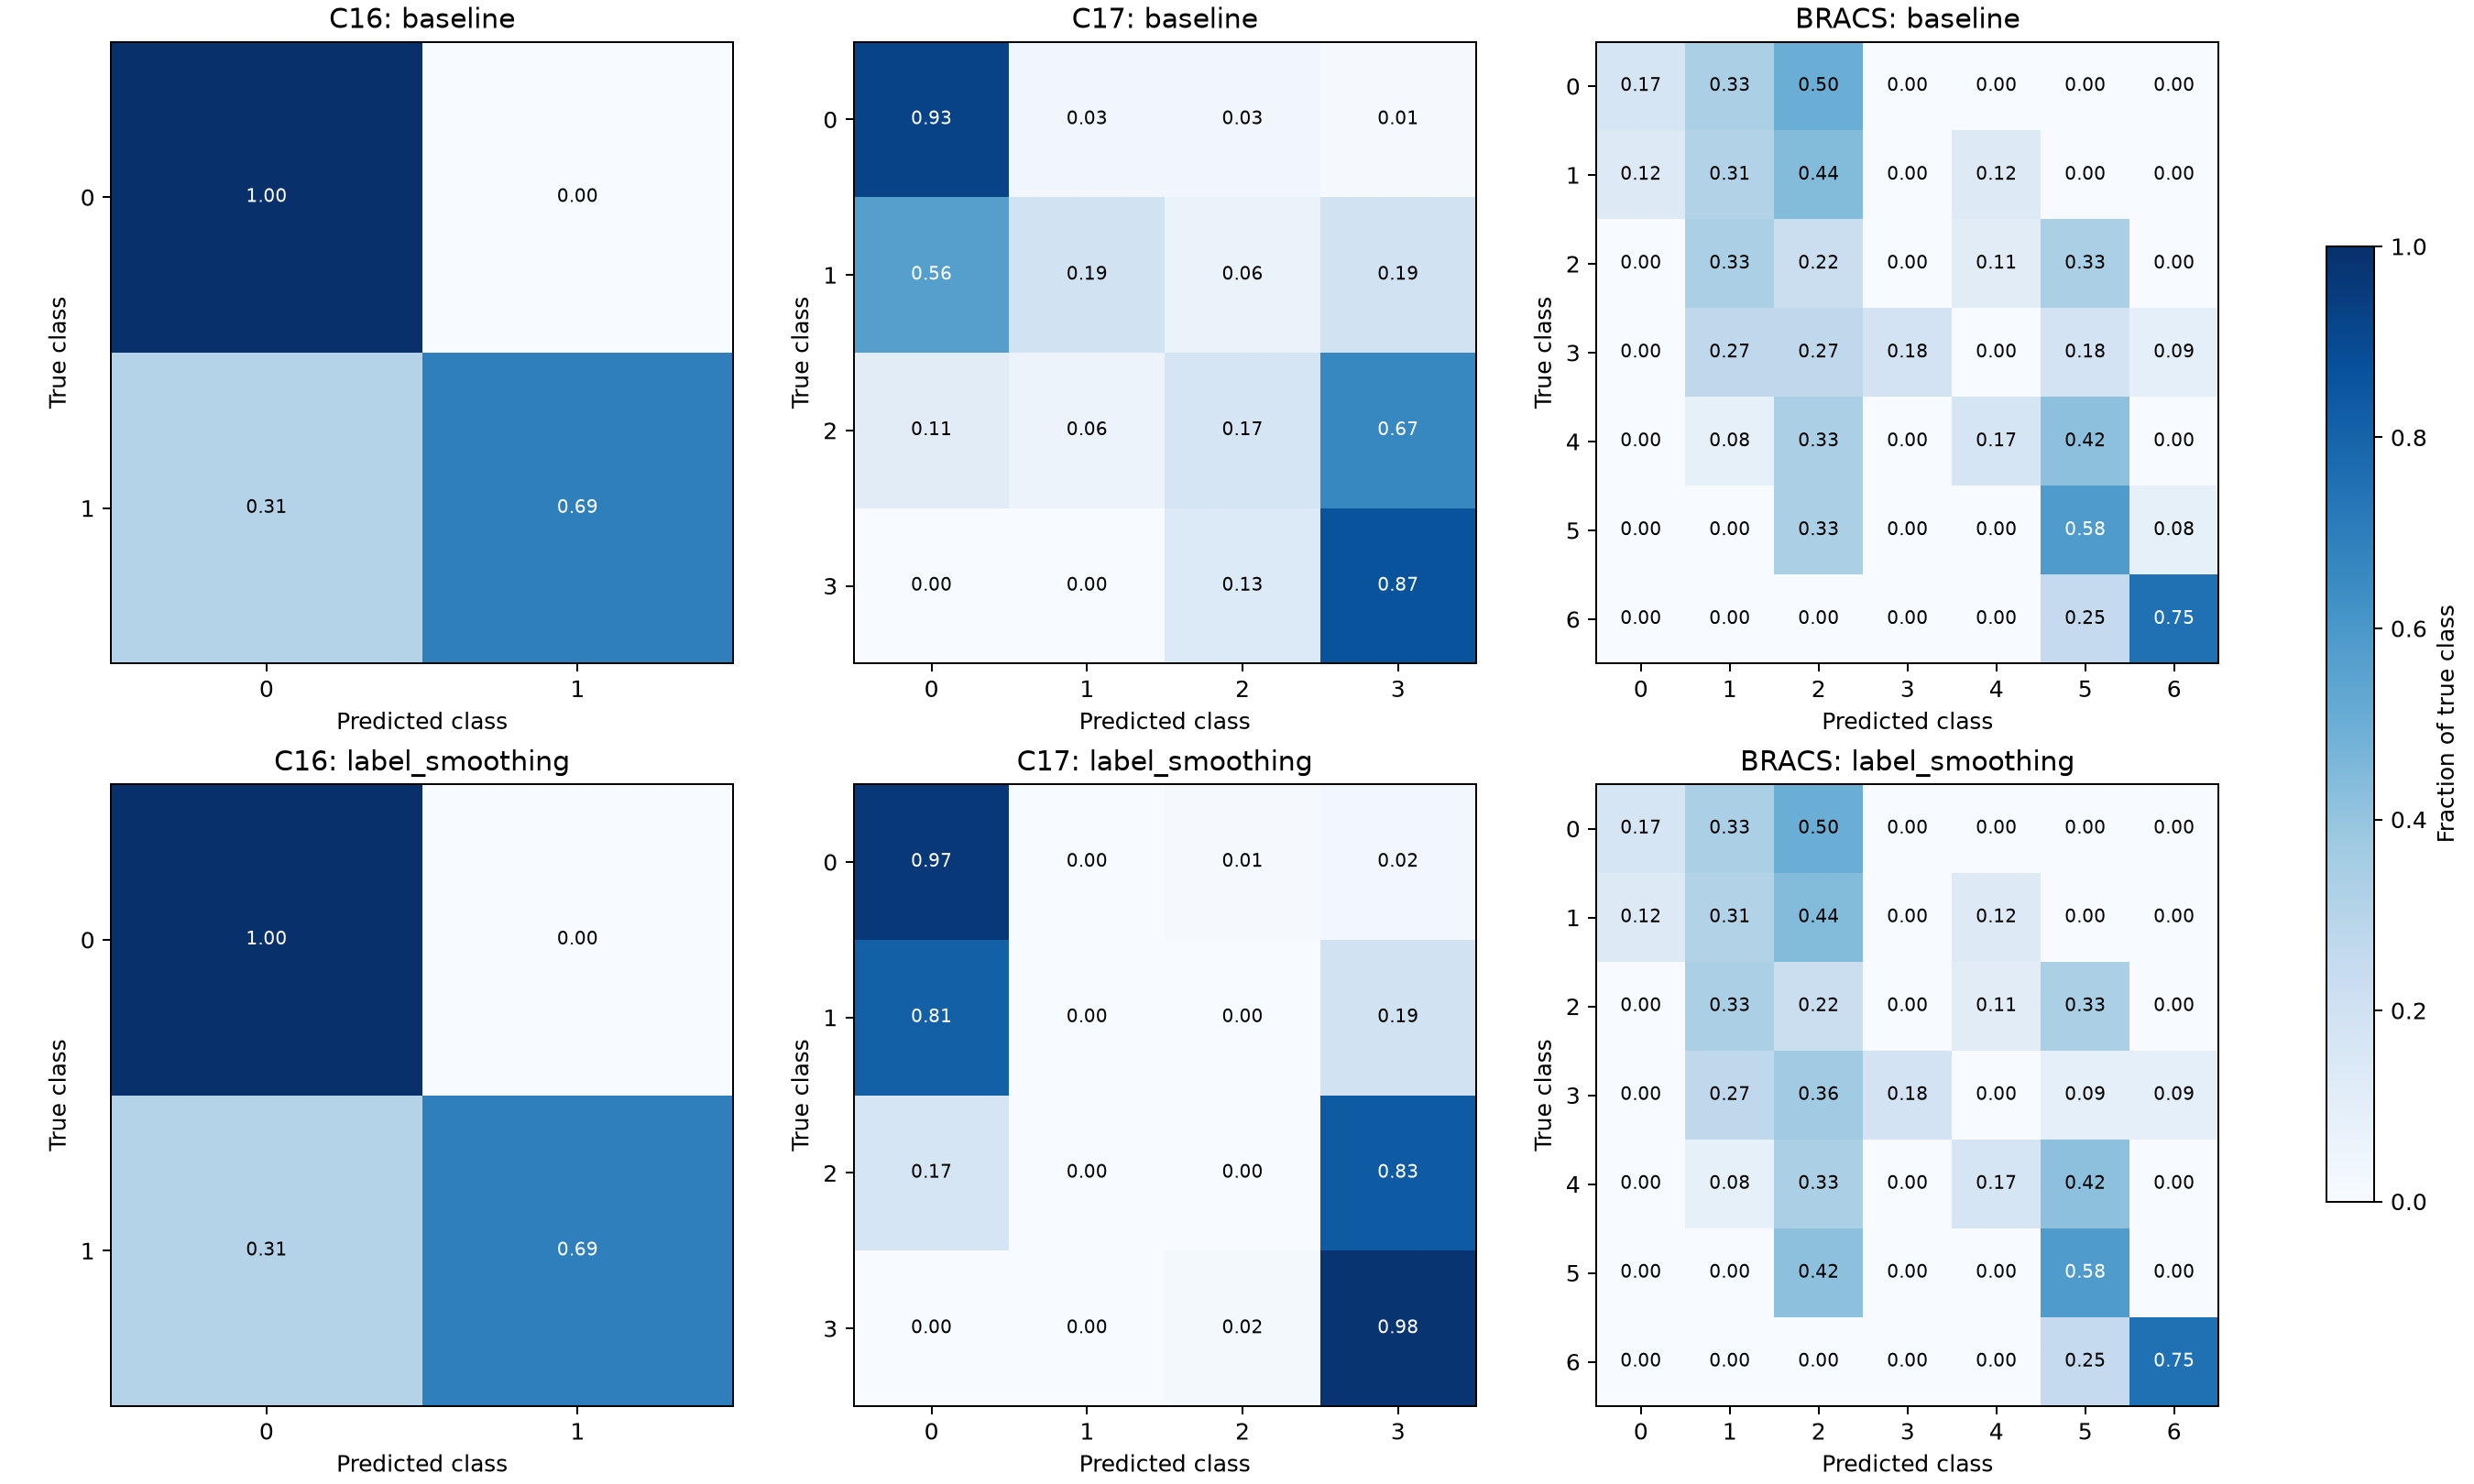 C16: baseline
True class
0 1.00 0.00
1 0.31 0.69
0 1
Predicted class
C17: baseline
True class
0 0.93 0.03 0.03 0.01
1 0.56 0.19 0.06 0.19
2 0.11 0.06 0.17 0.67
3 0.00 0.00 0.13 0.87
0 1 2 3
Predicted class
BRACS: baseline
True class
0 0.17 0.33 0.50 0.00 0.00 0.00 0.00
1 0.12 0.31 0.44 0.00 0.12 0.00 0.00
2 0.00 0.33 0.22 0.00 0.11 0.33 0.00
3 0.00 0.27 0.27 0.18 0.00 0.18 0.09
4 0.00 0.08 0.33 0.00 0.17 0.42 0.00
5 0.00 0.00 0.33 0.00 0.00 0.58 0.08
6 0.00 0.00 0.00 0.00 0.00 0.25 0.75
0 1 2 3 4 5 6
Predicted class
C16: label_smoothing
True class
0 1.00 0.00
1 0.31 0.69
0 1
Predicted class
C17: label_smoothing
True class
0 0.97 0.00 0.01 0.02
1 0.81 0.00 0.00 0.19
2 0.17 0.00 0.00 0.83
3 0.00 0.00 0.02 0.98
0 1 2 3
Predicted class
BRACS: label_smoothing
True class
0 0.17 0.33 0.50 0.00 0.00 0.00 0.00
1 0.12 0.31 0.44 0.00 0.12 0.00 0.00
2 0.00 0.33 0.22 0.00 0.11 0.33 0.00
3 0.00 0.27 0.36 0.18 0.00 0.09 0.09
4 0.00 0.08 0.33 0.00 0.17 0.42 0.00
5 0.00 0.00 0.42 0.00 0.00 0.58 0.00
6 0.00 0.00 0.00 0.00 0.00 0.25 0.75
0 1 2 3 4 5 6
Predicted class
1.0
0.8
0.6
0.4
0.2
0.0
Fraction of true class